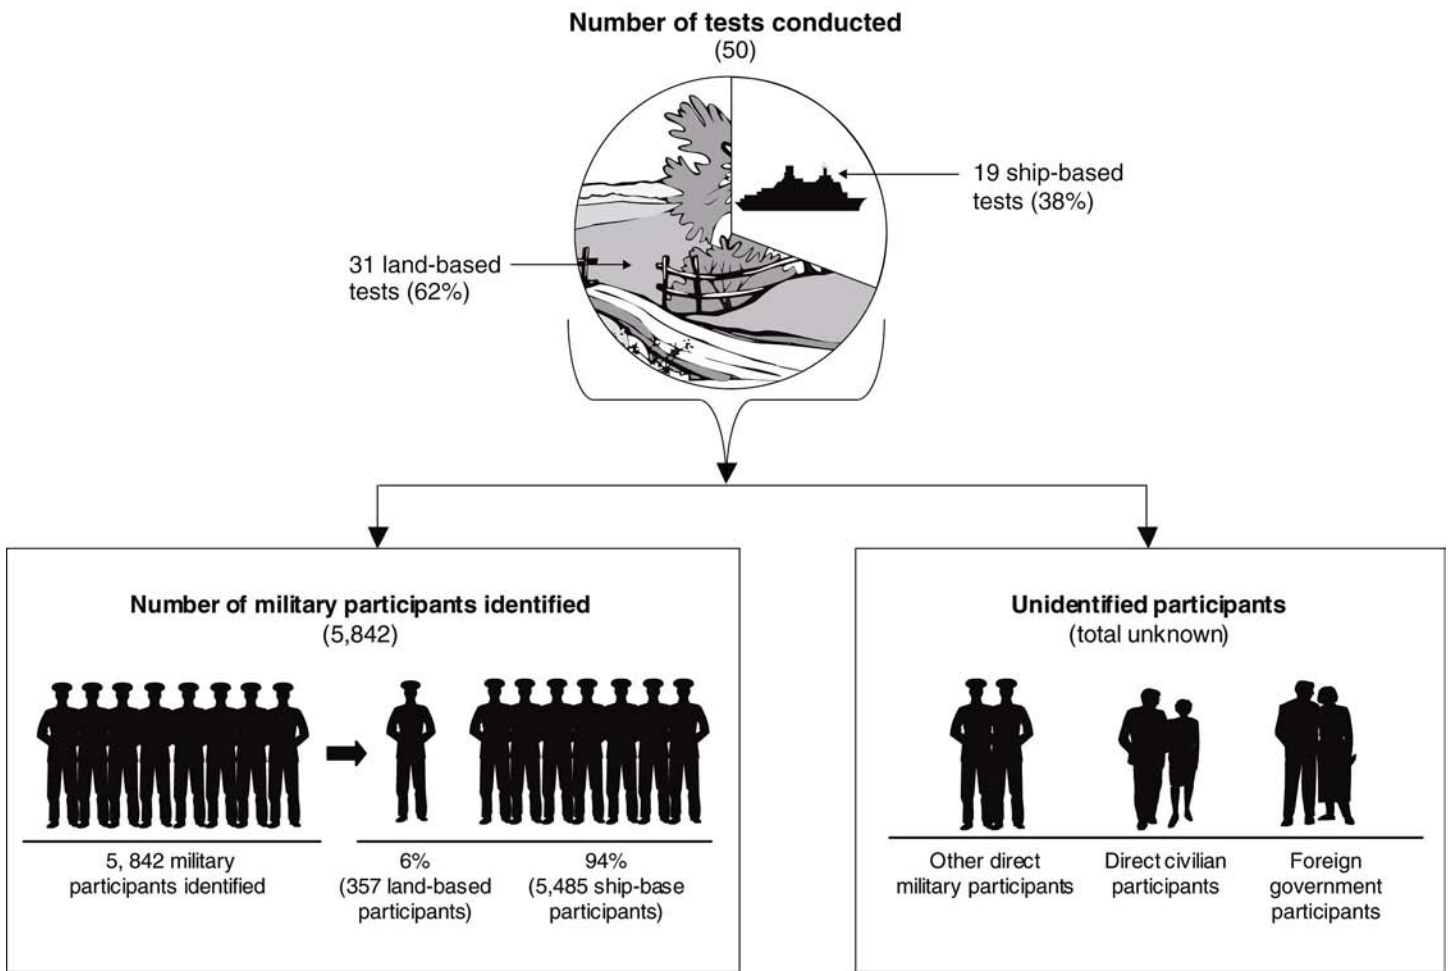 Number of tests conducted
(50)
19 ship-based
tests (38%)
31 land-based
tests (62%)
Number of military participants identified
(5,842)
5, 842 military
participants identified
6%
(357 land-based
participants)
94%
(5,485 ship-base
participants)
Unidentified participants
(total unknown)
Other direct
military participants
Direct civilian
participants
Foreign
government
participants